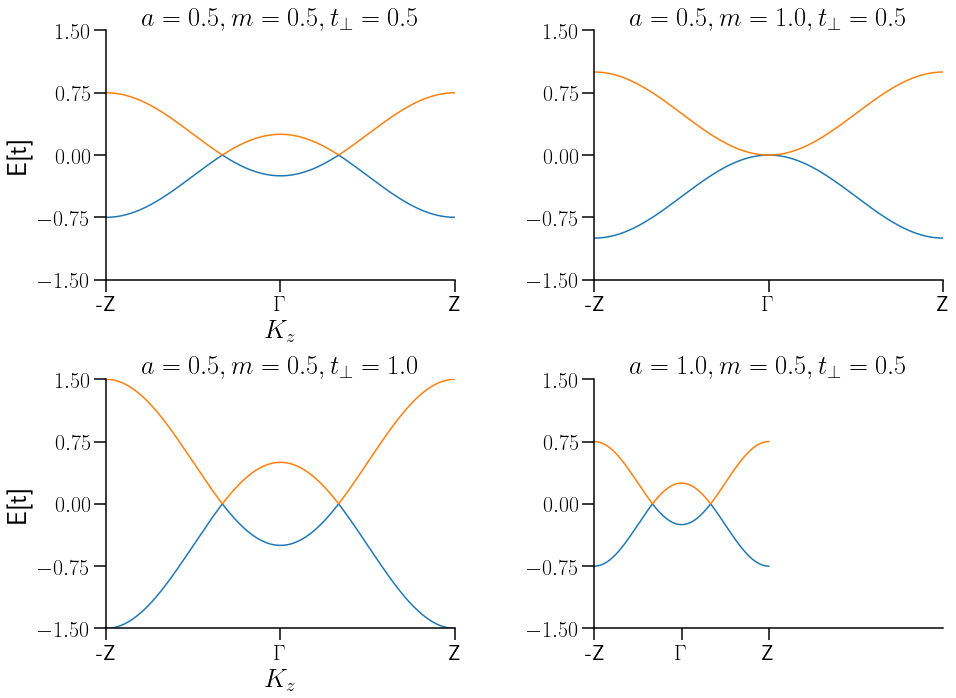 a = 0.5, m = 0.5, t⊥ = 0.5
1.50
0.75
0.00
−0.75
−1.50
E[t]
-Z
Γ
Z
K_z
a = 0.5, m = 1.0, t⊥ = 0.5
1.50
0.75
0.00
−0.75
−1.50
-Z
Γ
Z
a = 0.5, m = 0.5, t⊥ = 1.0
1.50
0.75
0.00
−0.75
−1.50
E[t]
-Z
Γ
Z
K_z
a = 1.0, m = 0.5, t⊥ = 0.5
1.50
0.75
0.00
−0.75
−1.50
-Z
Γ
Z